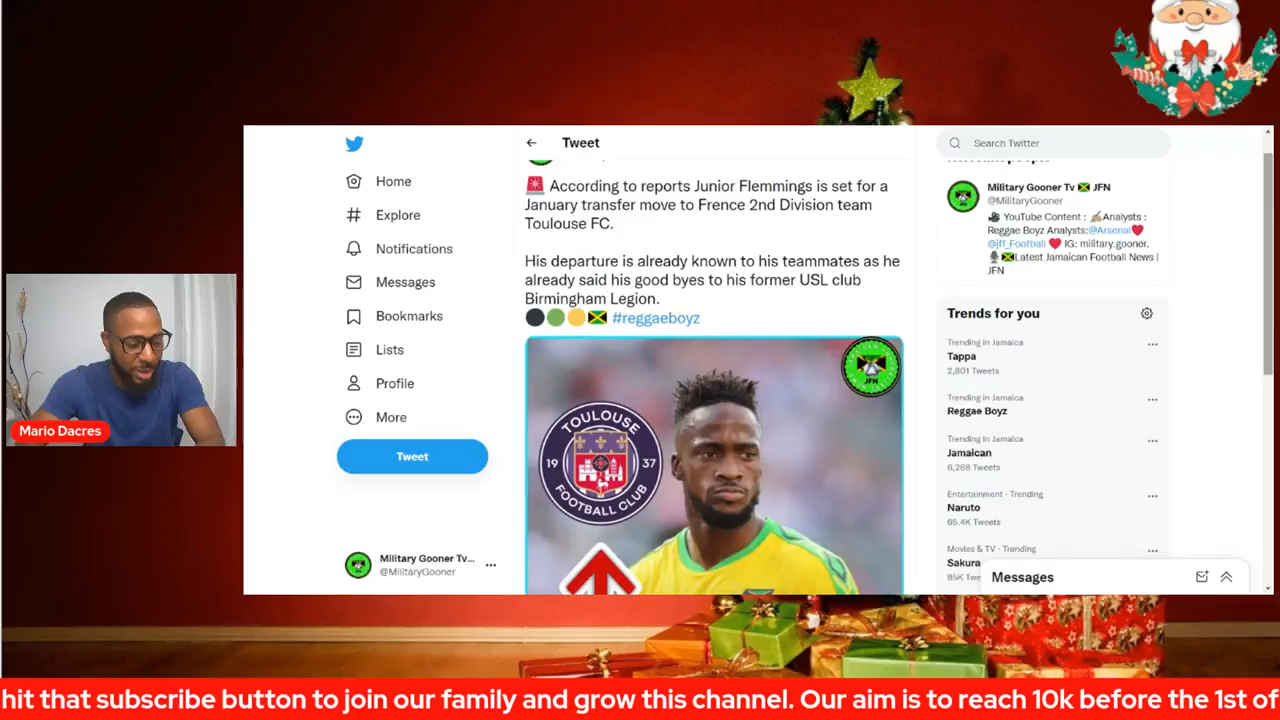 Home
Explore
Notifications
Messages
Bookmarks
Lists
Profile
More
Tweet
Military Gooner Tv...
@MilitaryGooner
Tweet
🚨 According to reports Junior Flemmings is set for a
January transfer move to Frence 2nd Division team
Toulouse FC.
His departure is already known to his teammates as he
already said his good byes to his former USL club
Birmingham Legion.
⚫🟢🟡🇯🇲 #reggaeboyz
TOULOUSE
19 37
FOOTBALL CLUB
JFN
Search Twitter
Military Gooner Tv 🇯🇲 JFN
@MilitaryGooner
🎥 YouTube Content : ✍🏽Analysts :
Reggae Boyz Analysts:@Arsenal❤️
@jff_Football ❤️ IG: military.gooner.
🎙🇯🇲Latest Jamaican Football News |
JFN
Trends for you
Trending in Jamaica
Tappa
2,801 Tweets
Trending in Jamaica
Reggae Boyz
Trending in Jamaica
Jamaican
6,268 Tweets
Entertainment · Trending
Naruto
65.4K Tweets
Movies & TV · Trending
Sakura
85K Twe
Messages
Mario Dacres
hit that subscribe button to join our family and grow this channel. Our aim is to reach 10k before the 1st of